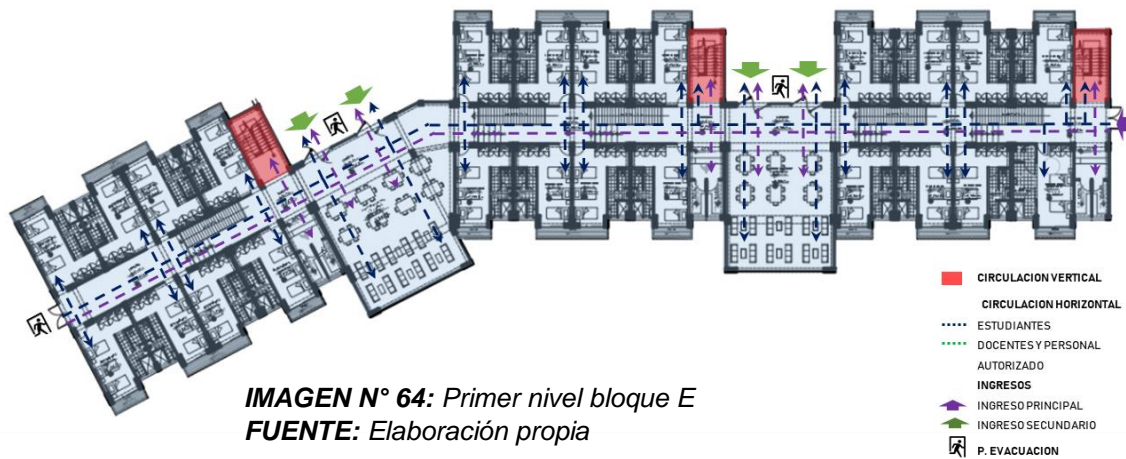 CIRCULACION VERTICAL
CIRCULACION HORIZONTAL
ESTUDIANTES
DOCENTES Y PERSONAL
AUTORIZADO
INGRESOS
INGRESO PRINCIPAL
INGRESO SECUNDARIO
P. EVACUACION
IMAGEN N° 64: Primer nivel bloque E
FUENTE: Elaboración propia